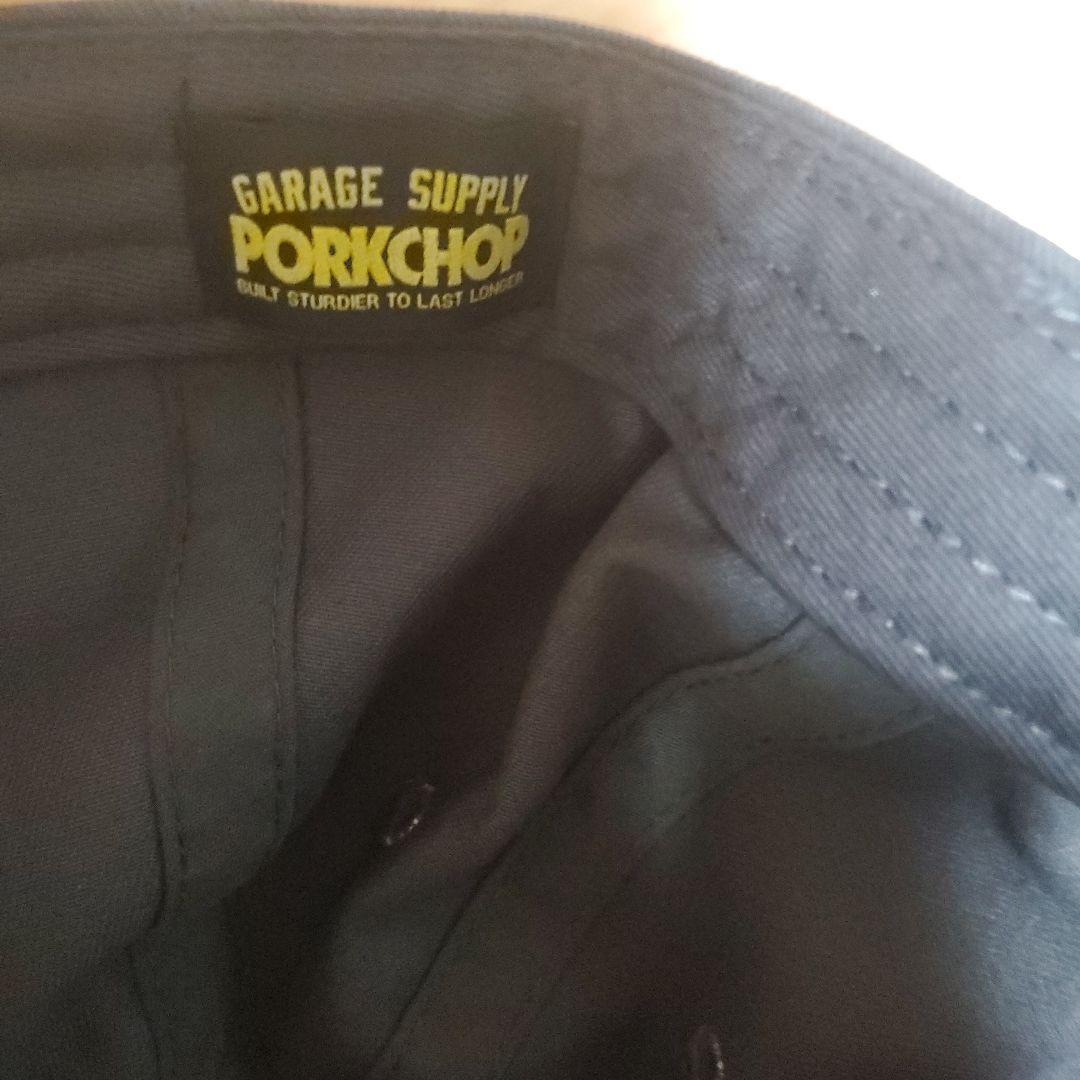 GARAGE SUPPLY
PORKCHOP
BUILT STURDIER TO LAST LONGER